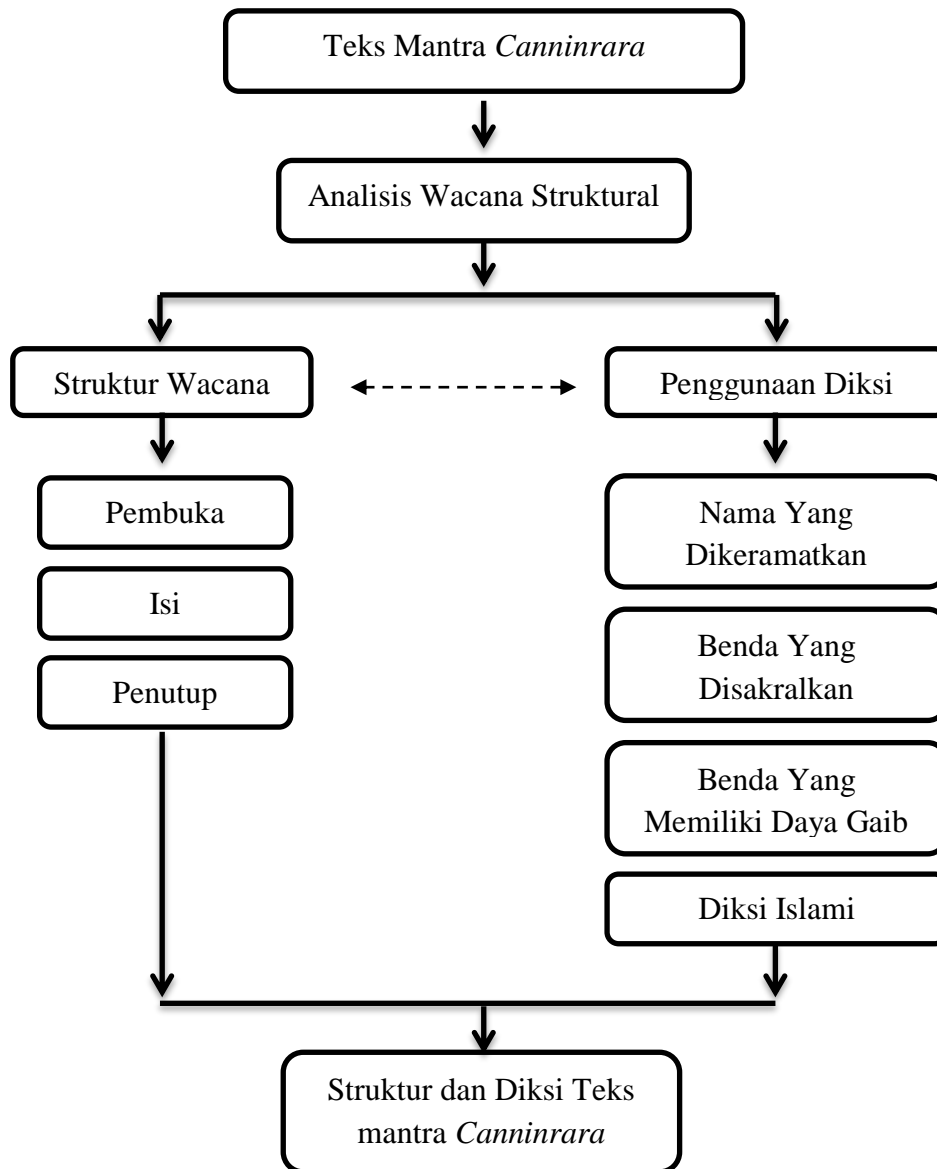 Teks Mantra Canninrara
Analisis Wacana Struktural
Struktur Wacana
Penggunaan Diksi
Pembuka
Isi
Penutup
Nama Yang
Dikeramatkan
Benda Yang
Disakralkan
Benda Yang
Memiliki Daya Gaib
Diksi Islami
Struktur dan Diksi Teks
mantra Canninrara